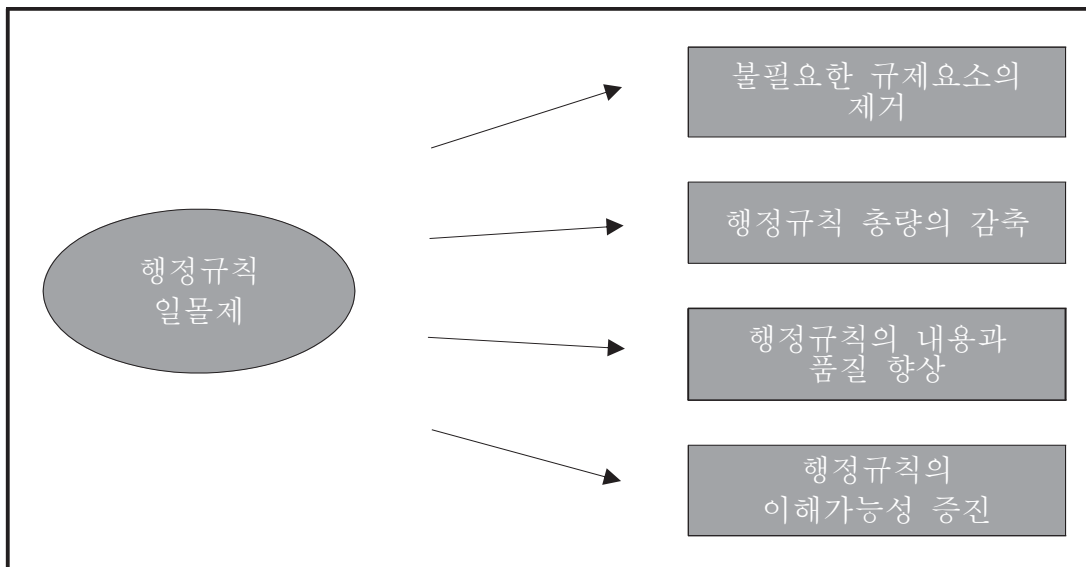 불필요한 규제요소의
제거
행정규칙 총량의 감축
행정규칙
일몰제
행정규칙의 내용과
품질 향상
행정규칙의
이해가능성 증진